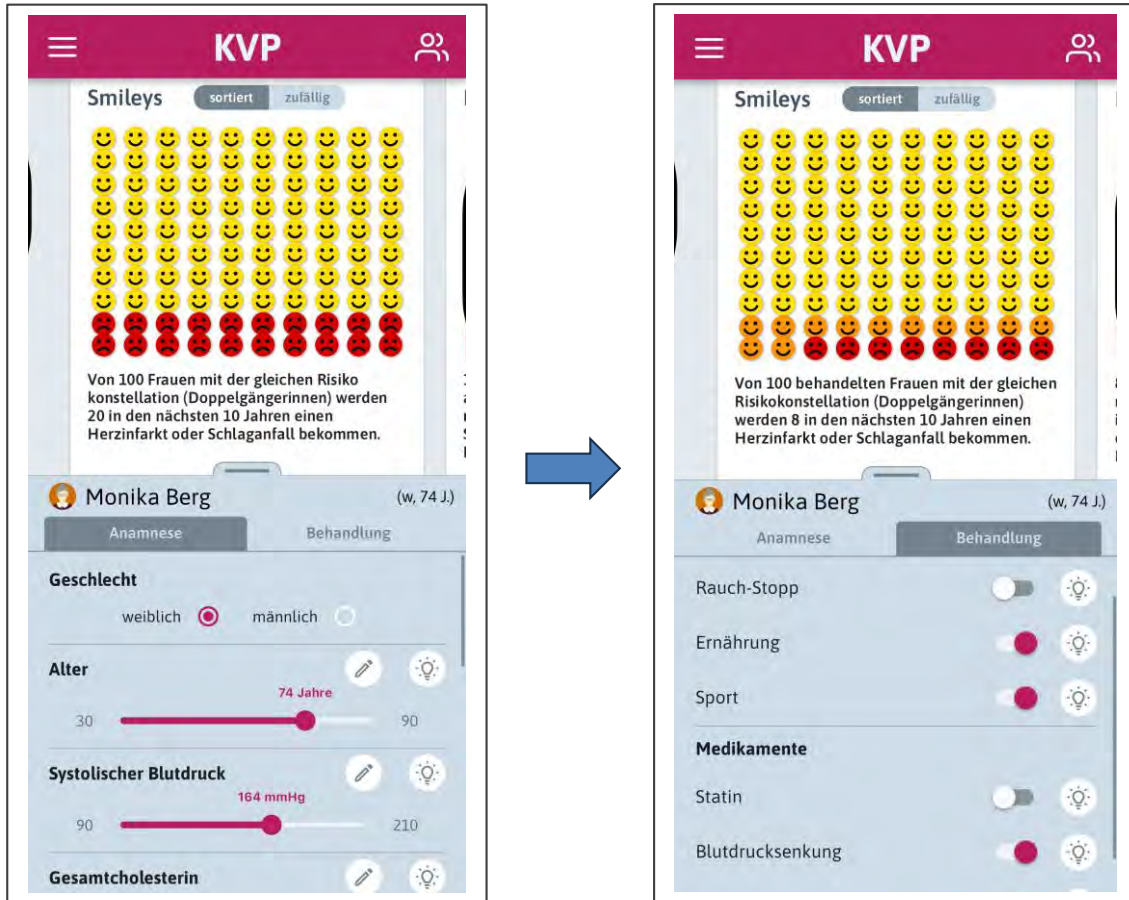 KVP
Smileys sortiert zufällig
Von 100 Frauen mit der gleichen Risiko
konstellation (Doppelgängerinnen) werden
20 in den nächsten 10 Jahren einen
Herzinfarkt oder Schlaganfall bekommen.
Monika Berg (w, 74 J.)
Anamnese Behandlung
Geschlecht
weiblich männlich
Alter
74 Jahre
30 90
Systolischer Blutdruck
164 mmHg
90 210
Gesamtcholesterin
KVP
Smileys sortiert zufällig
Von 100 behandelten Frauen mit der gleichen
Risikokonstellation (Doppelgängerinnen)
werden 8 in den nächsten 10 Jahren einen
Herzinfarkt oder Schlaganfall bekommen.
Monika Berg (w, 74 J.)
Anamnese Behandlung
Rauch-Stopp
Ernährung
Sport
Medikamente
Statin
Blutdrucksenkung